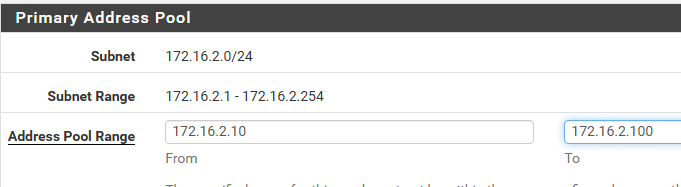 Primary Address Pool
Subnet 172.16.2.0/24
Subnet Range 172.16.2.1 - 172.16.2.254
Address Pool Range 172.16.2.10 172.16.2.100
From To